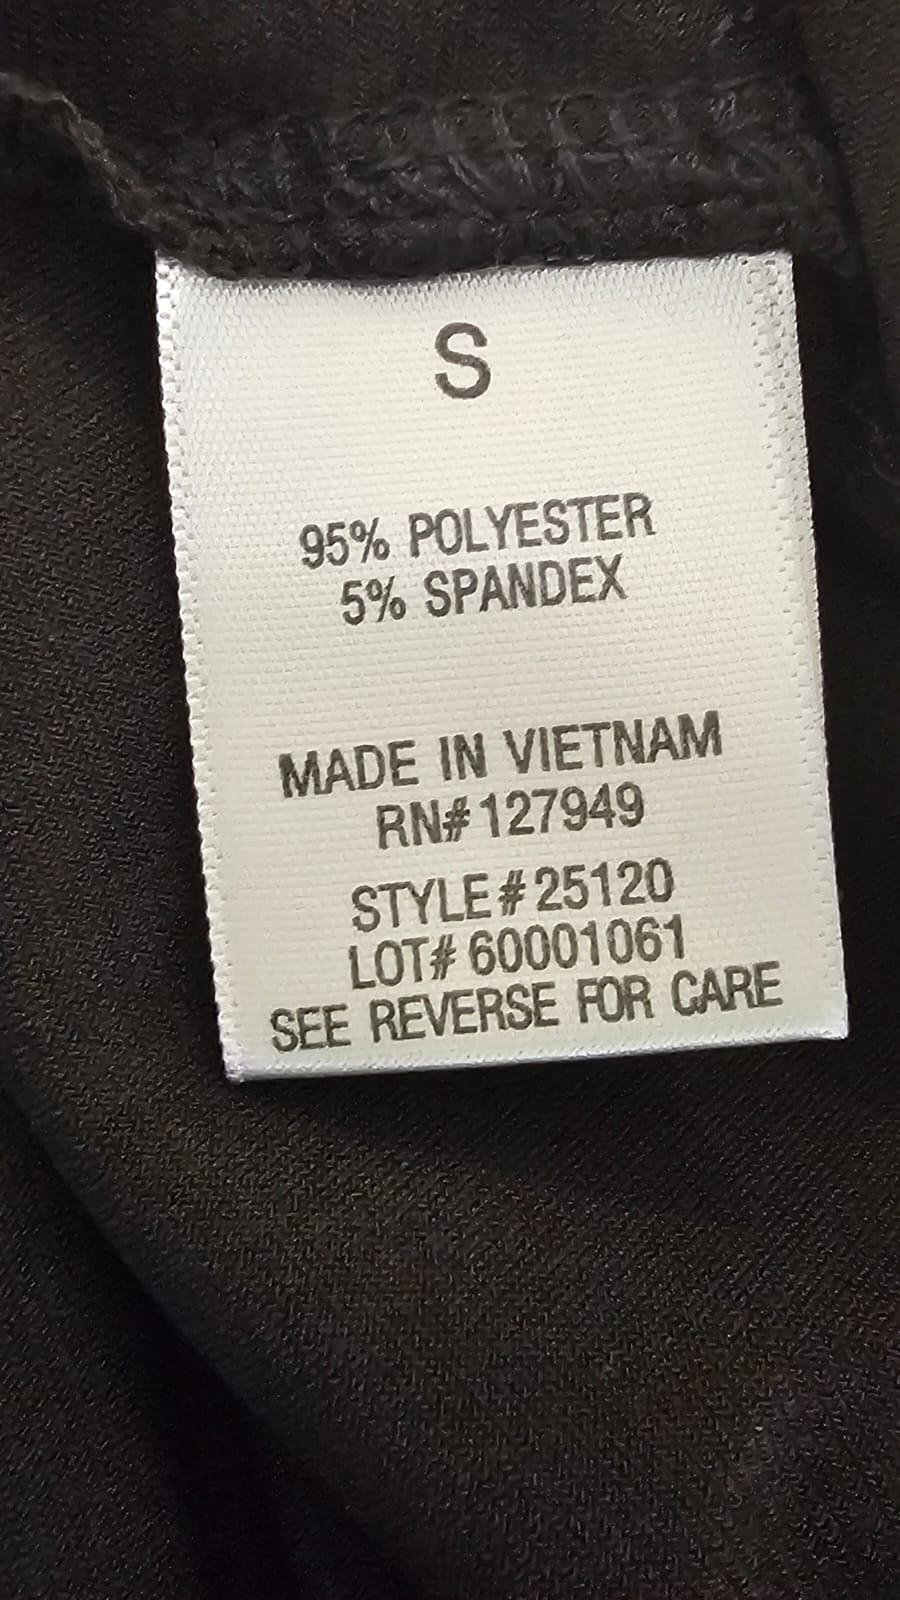 S
95% POLYESTER
5% SPANDEX
MADE IN VIETNAM
RN# 127949
STYLE # 25120
LOT# 60001061
SEE REVERSE FOR CARE